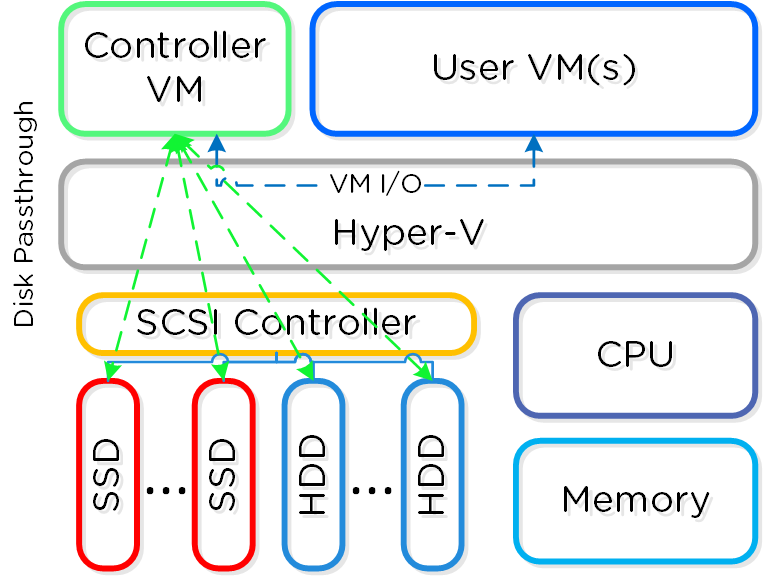 Controller
VM
User VM(s)
Disk Passthrough
VM I/O
Hyper-V
SCSI Controller
CPU
SSD
...
SSD
HDD
...
HDD
Memory